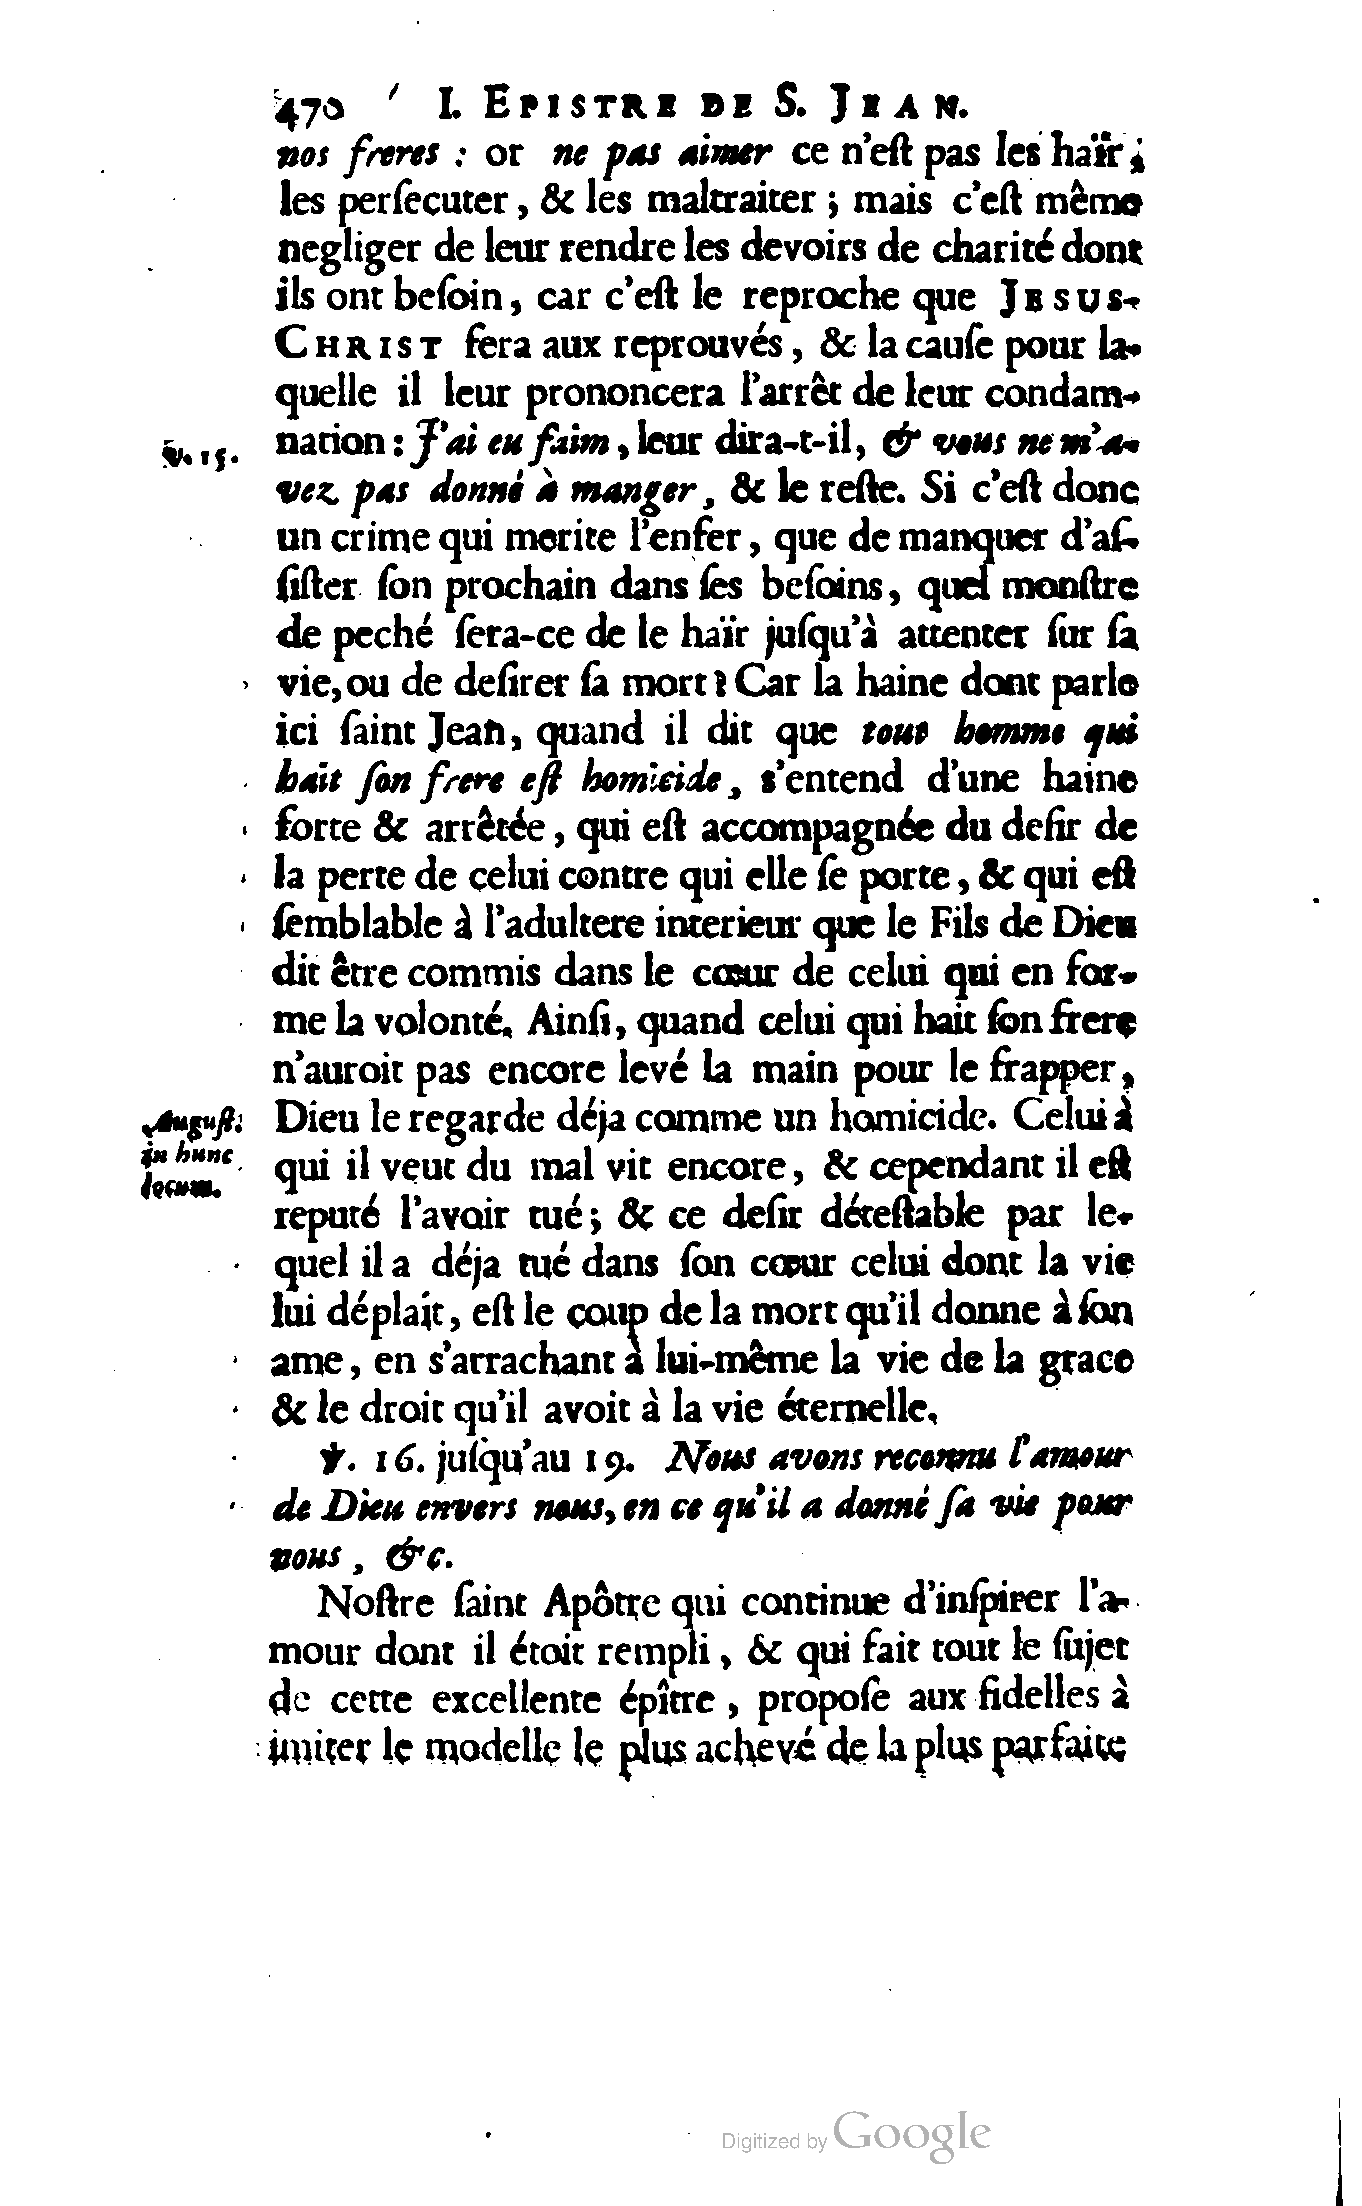 470 I. EPISTRE DE S. JEAN.
nos freres : or ne pas aimer ce n'eſt pas les haïr,
les perſecuter, & les maltraiter ; mais c'eſt même
negliger de leur rendre les devoirs de charité dont
ils ont beſoin, car c'eſt le reproche que JESUS-
CHRIST fera aux reprouvés, & la cauſe pour la-
quelle il leur prononcera l'arrêt de leur condam-
nation : J'ai eu faim, leur dira-t-il, & vous ne m'a-
ꝟ. 15.
vez pas donné à manger, & le reſte. Si c'eſt donc
un crime qui merite l'enfer, que de manquer d'aſ-
ſiſter ſon prochain dans ſes beſoins, quel monſtre
de peché ſera-ce de le haïr juſqu'à attenter ſur ſa
vie, ou de deſirer ſa mort ? Car la haine dont parle
ici ſaint Jean, quand il dit que tout homme qui
hait ſon frere eſt homicide, s'entend d'une haine
forte & arrêtée, qui eſt accompagnée du deſir de
la perte de celui contre qui elle ſe porte, & qui eſt
ſemblable à l'adultere interieur que le Fils de Dieu
dit être commis dans le cœur de celui qui en for-
me la volonté. Ainſi, quand celui qui hait ſon frere
n'auroit pas encore levé la main pour le frapper,
Dieu le regarde déja comme un homicide. Celui à
Auguſt.
in hunc
locum.
qui il veut du mal vit encore, & cependant il eſt
reputé l'avoir tué ; & ce deſir déteſtable par le-
quel il a déja tué dans ſon cœur celui dont la vie
lui déplaît, eſt le coup de la mort qu'il donne à ſon
ame, en s'arrachant à lui-même la vie de la grace
& le droit qu'il avoit à la vie éternelle.
ꝟ. 16. juſqu'au 19. Nous avons reconnu l'amour
de Dieu envers nous, en ce qu'il a donné ſa vie pour
nous, &c.
Noſtre ſaint Apôtre qui continue d'inſpirer l'a-
mour dont il étoit rempli, & qui fait tout le ſujet
de cette excellente épître, propoſe aux fidelles à
imiter le modelle le plus achevé de la plus parfaite
Digitized by Google